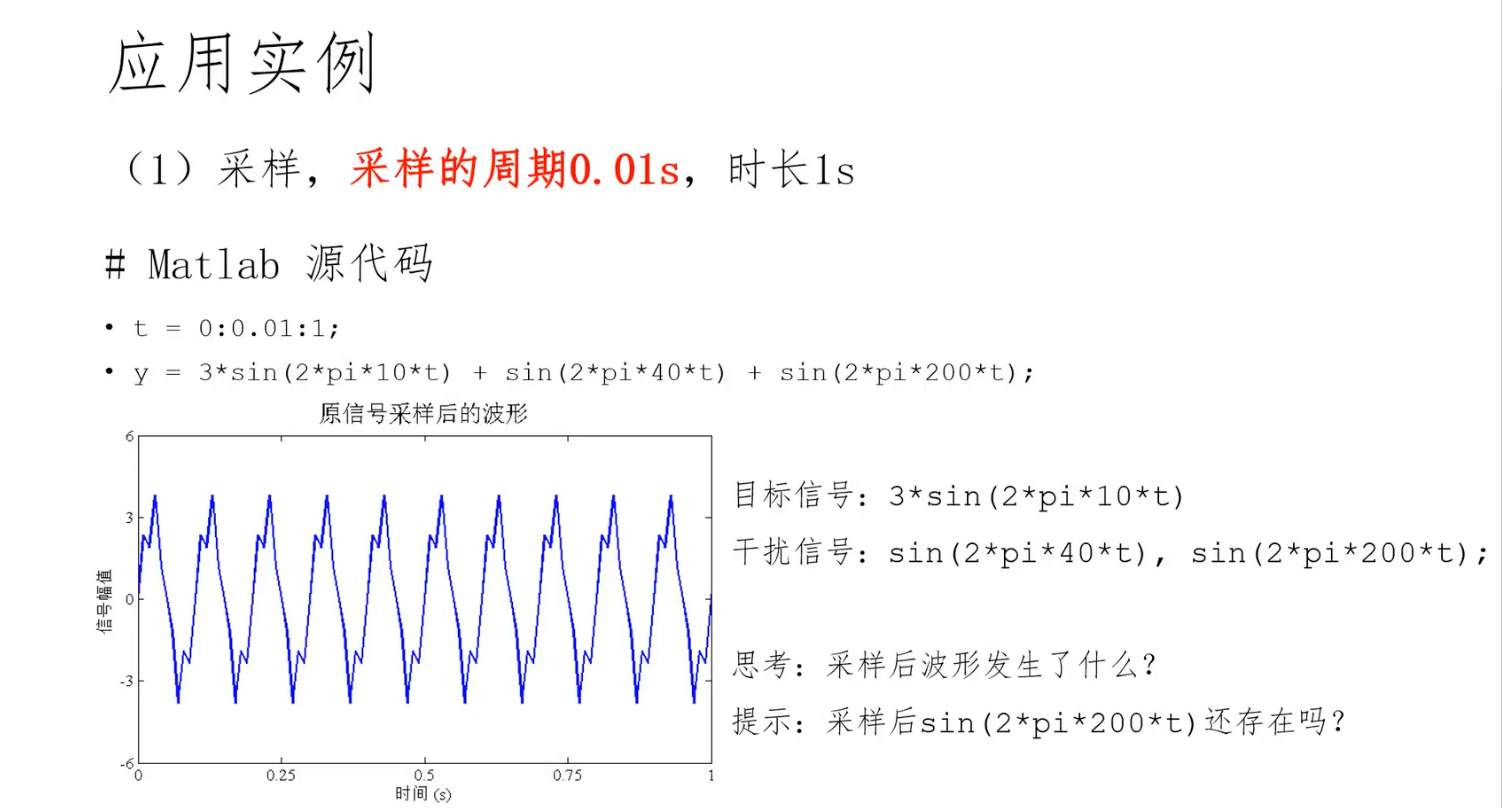 应用实例
（1）采样，采样的周期0.01s，时长1s
# Matlab 源代码
• t = 0:0.01:1;
• y = 3*sin(2*pi*10*t) + sin(2*pi*40*t) + sin(2*pi*200*t);
原信号采样后的波形
6
3
0
-3
-6
信号幅值
0 0.25 0.5 0.75 1
时间 (s)
目标信号：3*sin(2*pi*10*t)
干扰信号：sin(2*pi*40*t), sin(2*pi*200*t);
思考：采样后波形发生了什么？
提示：采样后sin(2*pi*200*t)还存在吗？